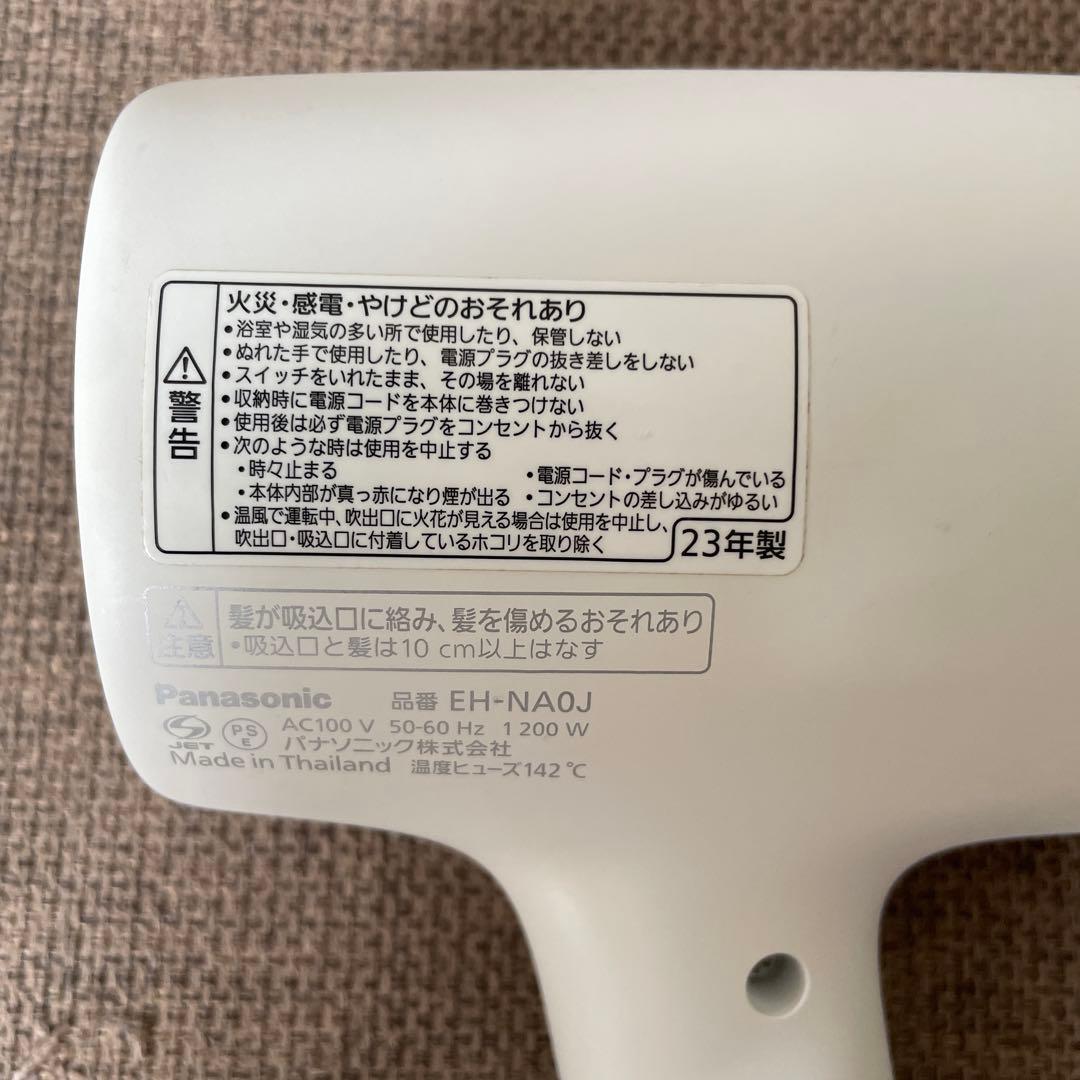 警告
火災・感電・やけどのおそれあり
•浴室や湿気の多い所で使用したり、保管しない
•ぬれた手で使用したり、電源プラグの抜き差しをしない
•スイッチをいれたまま、その場を離れない
•収納時に電源コードを本体に巻きつけない
•使用後は必ず電源プラグをコンセントから抜く
•次のような時は使用を中止する
•時々止まる •電源コード・プラグが傷んでいる
•本体内部が真っ赤になり煙が出る •コンセントの差し込みがゆるい
•温風で運転中、吹出口に火花が見える場合は使用を中止し、
吹出口・吸込口に付着しているホコリを取り除く
23年製
注意
髪が吸込口に絡み、髪を傷めるおそれあり
•吸込口と髪は10 cm以上はなす
Panasonic 品番 EH-NA0J
JET PS E AC100 V 50-60 Hz 1 200 W
パナソニック株式会社
Made in Thailand 温度ヒューズ142 ℃